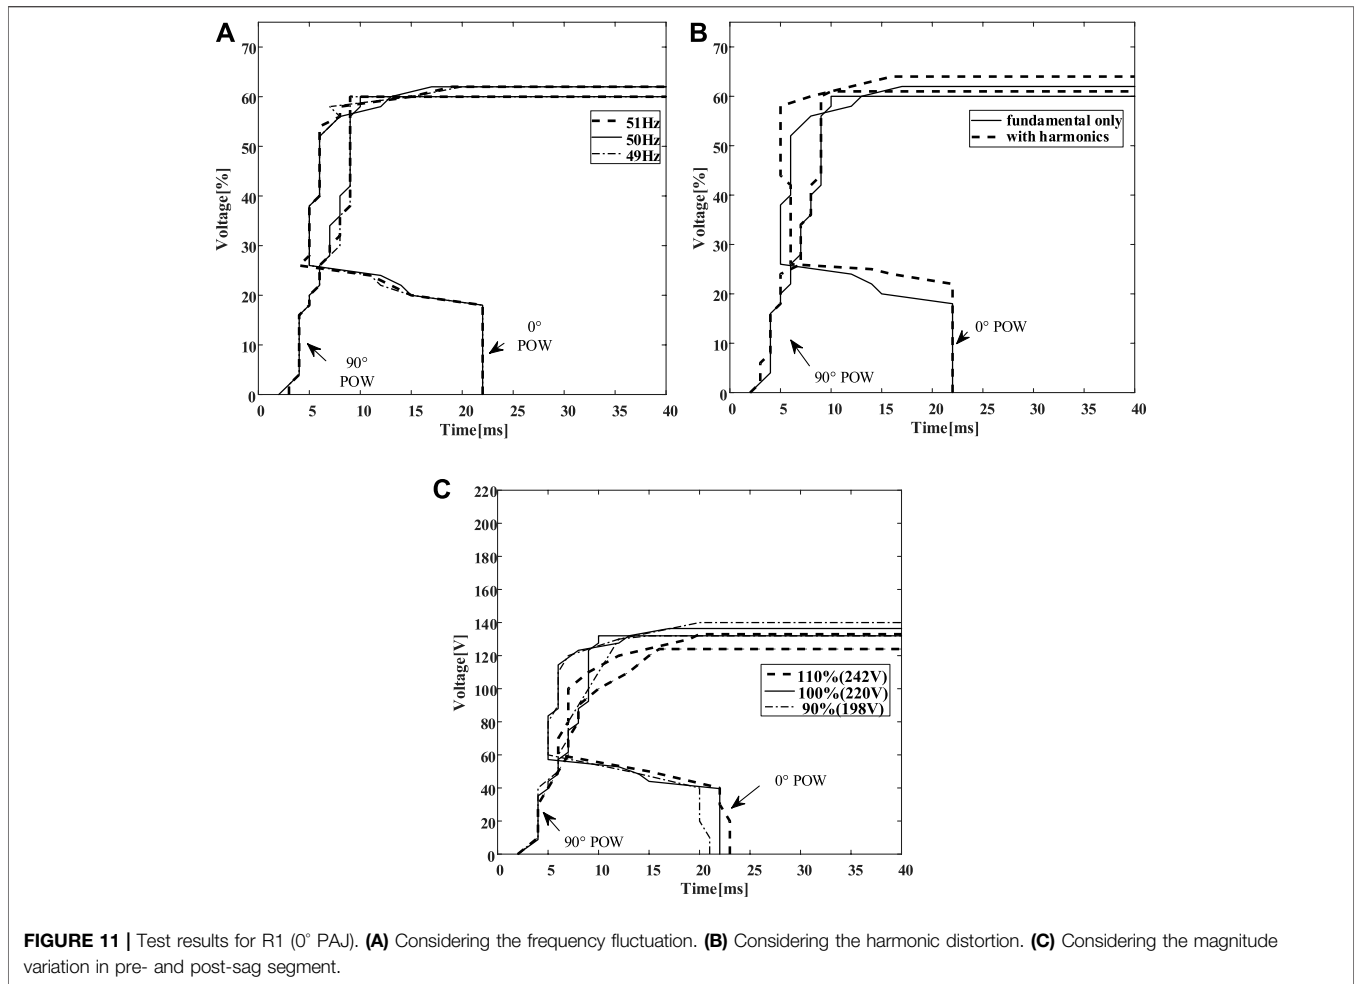 A
70
60
50
40
30
20
10
0
Voltage[%]
51Hz
50Hz
49Hz
0°
POW
90°
POW
0 5 10 15 20 25 30 35 40
Time[ms]
B
70
60
50
40
30
20
10
0
Voltage[%]
fundamental only
with harmonics
0° POW
90° POW
0 5 10 15 20 25 30 35 40
Time[ms]
C
220
200
180
160
140
120
100
80
60
40
20
0
Voltage[V]
110%(242V)
100%(220V)
90%(198V)
0° POW
90° POW
0 5 10 15 20 25 30 35 40
Time[ms]
FIGURE 11 | Test results for R1 (0° PAJ). (A) Considering the frequency fluctuation. (B) Considering the harmonic distortion. (C) Considering the magnitude
variation in pre- and post-sag segment.